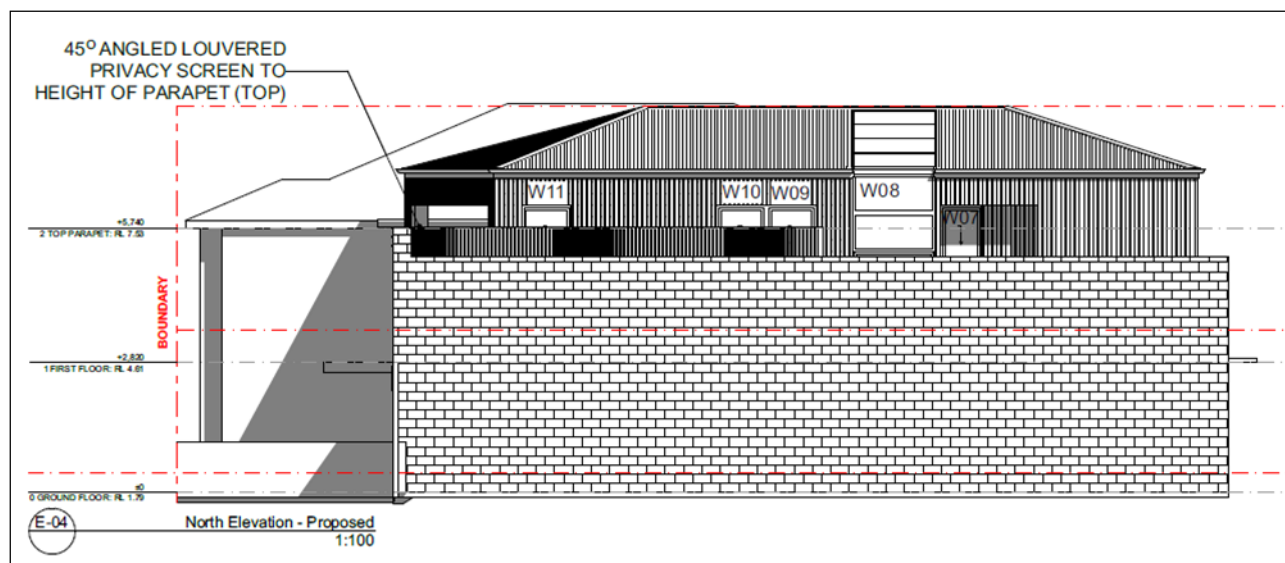 45° ANGLED LOUVERED
PRIVACY SCREEN TO
HEIGHT OF PARAPET (TOP)
W11
W10
W09
W08
W07
+5,740
2 TOP PARAPET: RL 7.53
BOUNDARY
+2,820
1 FIRST FLOOR: RL 4.61
±0
0 GROUND FLOOR: RL 1.79
E-04
North Elevation - Proposed
1:100